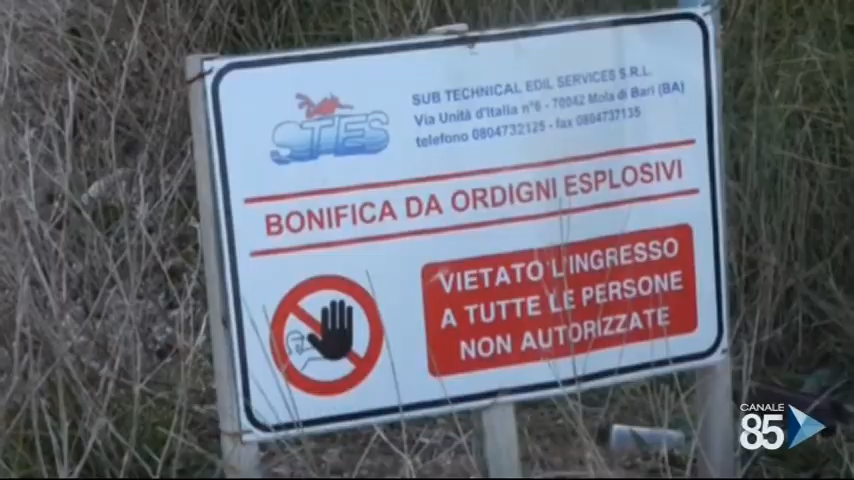 STES
SUB TECHNICAL EDIL SERVICES S.R.L.
Via Unità d'Italia n°6 - 70042 Mola di Bari (BA)
telefono 0804732125 - fax 0804737135
BONIFICA DA ORDIGNI ESPLOSIVI
VIETATO L'INGRESSO
A TUTTE LE PERSONE
NON AUTORIZZATE
CANALE
85